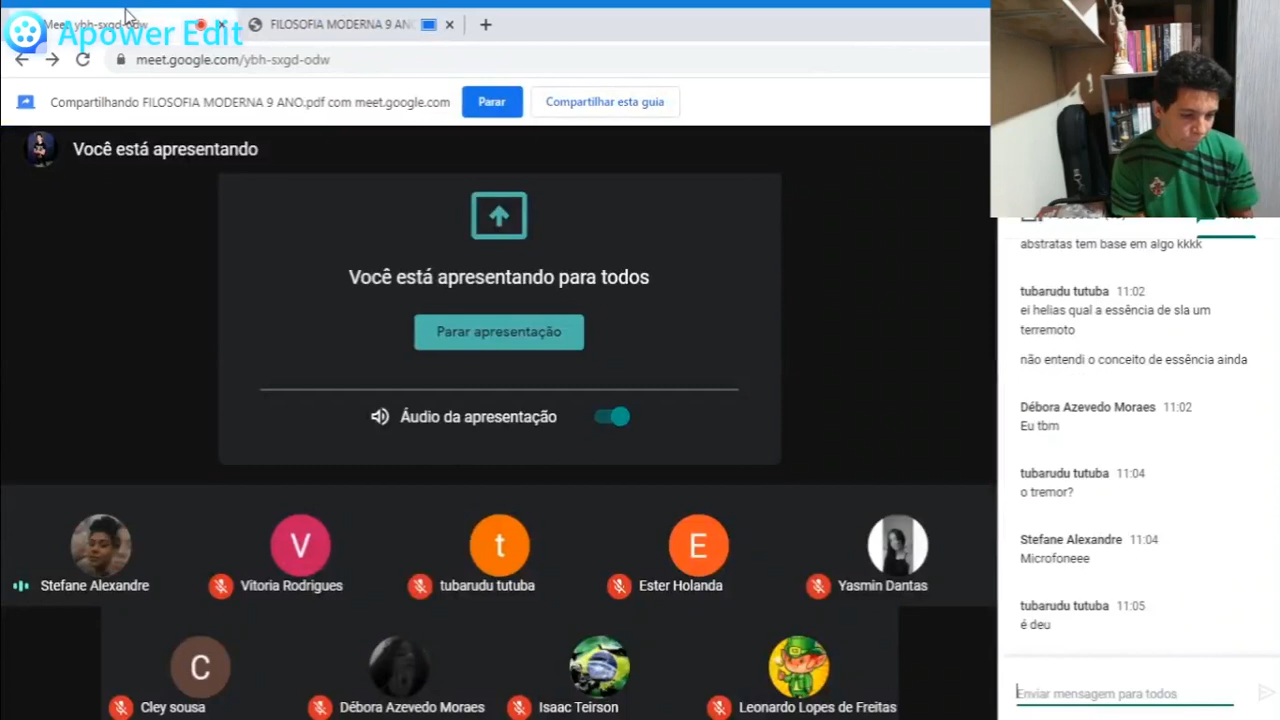 Meet ybh-sxgd-odw
FILOSOFIA MODERNA 9 ANO
Apower Edit
meet.google.com/ybh-sxgd-odw
Compartilhando FILOSOFIA MODERNA 9 ANO.pdf com meet.google.com
Parar
Compartilhar esta guia
Você está apresentando
Você está apresentando para todos
Parar apresentação
Áudio da apresentação
Stefane Alexandre
V
Vitoria Rodrigues
t
tubarudu tutuba
E
Ester Holanda
Yasmin Dantas
C
Cley sousa
Débora Azevedo Moraes
Isaac Teirson
Leonardo Lopes de Freitas
abstratas tem base em algo kkkk
tubarudu tutuba 11:02
ei helias qual a essência de sla um
terremoto
não entendi o conceito de essência ainda
Débora Azevedo Moraes 11:02
Eu tbm
tubarudu tutuba 11:04
o tremor?
Stefane Alexandre 11:04
Microfoneee
tubarudu tutuba 11:05
é deu
Enviar mensagem para todos